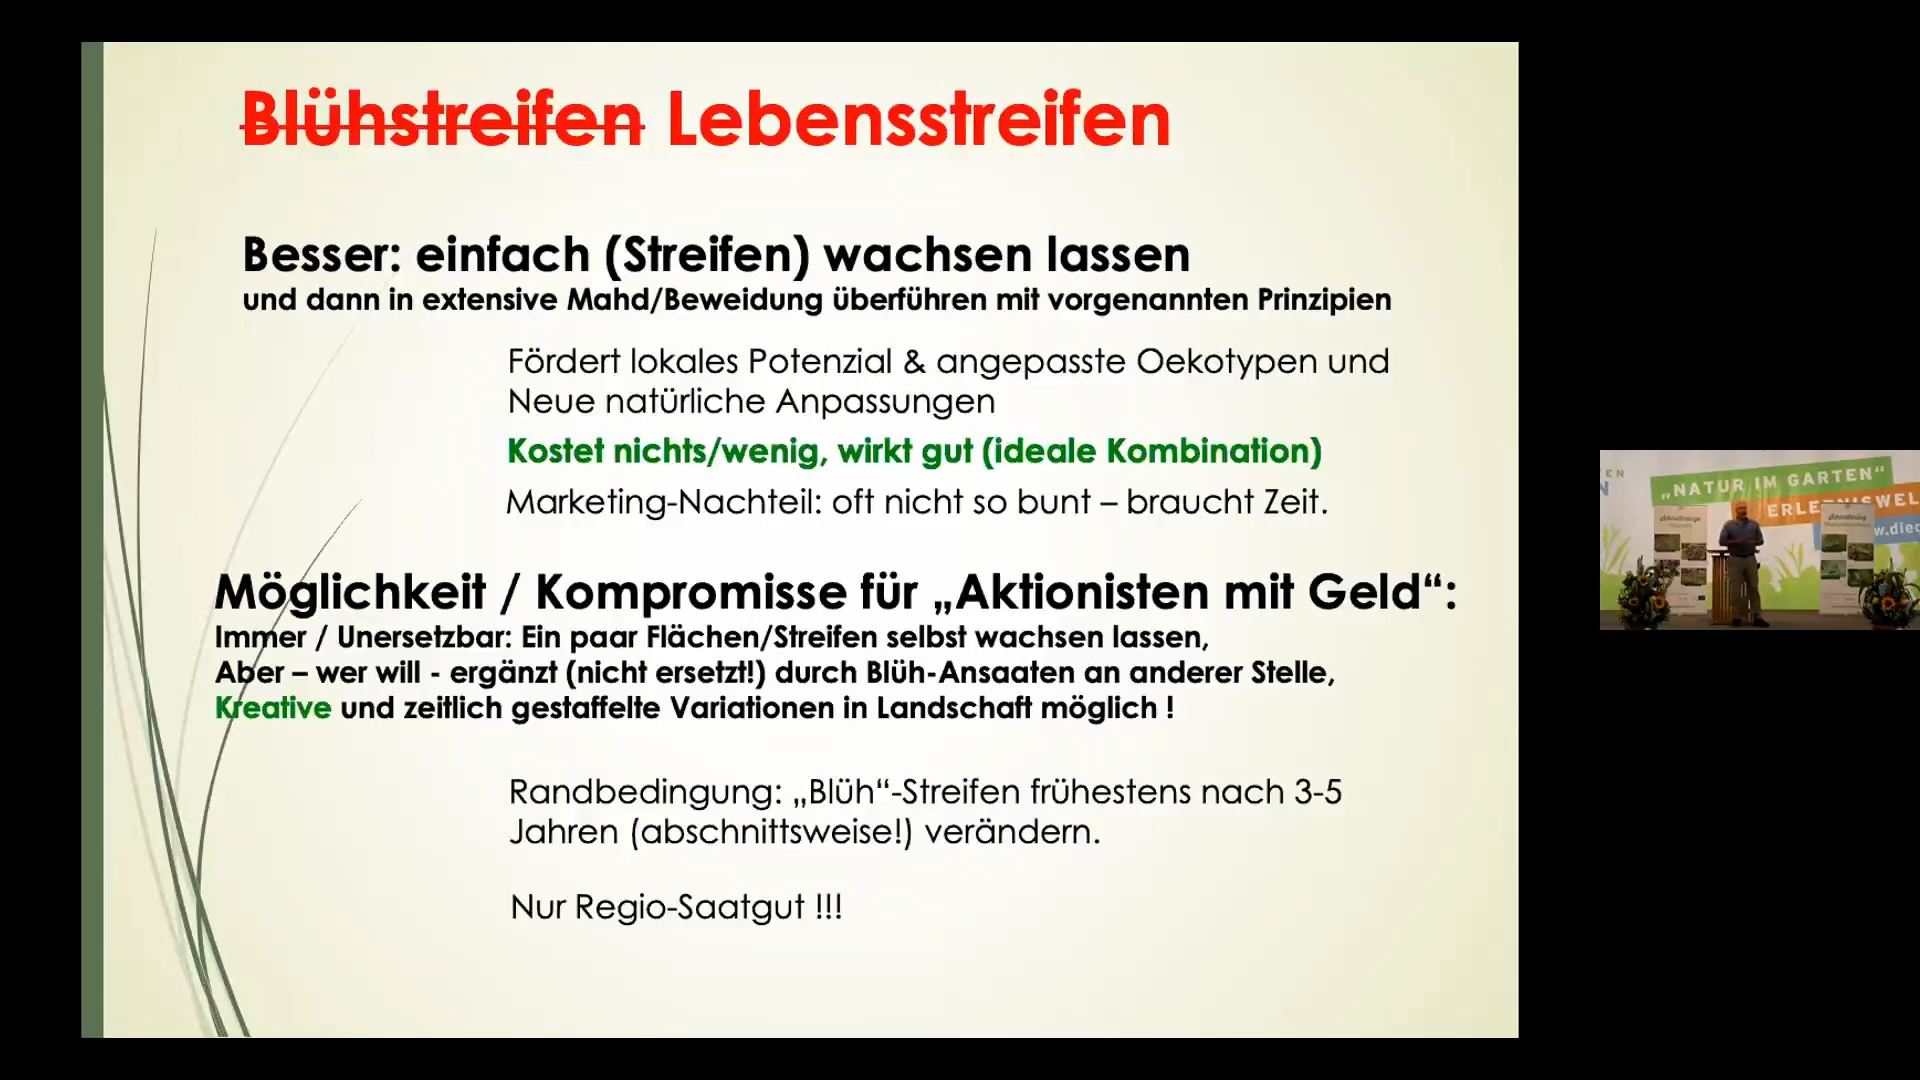 Blühstreifen Lebensstreifen
Besser: einfach (Streifen) wachsen lassen
und dann in extensive Mahd/Beweidung überführen mit vorgenannten Prinzipien
Fördert lokales Potenzial & angepasste Oekotypen und
Neue natürliche Anpassungen
Kostet nichts/wenig, wirkt gut (ideale Kombination)
Marketing-Nachteil: oft nicht so bunt – braucht Zeit.
Möglichkeit / Kompromisse für „Aktionisten mit Geld“:
Immer / Unersetzbar: Ein paar Flächen/Streifen selbst wachsen lassen,
Aber – wer will - ergänzt (nicht ersetzt!) durch Blüh-Ansaaten an anderer Stelle,
Kreative und zeitlich gestaffelte Variationen in Landschaft möglich !
Randbedingung: „Blüh“-Streifen frühestens nach 3-5
Jahren (abschnittsweise!) verändern.
Nur Regio-Saatgut !!!
„NATUR IM GARTEN“